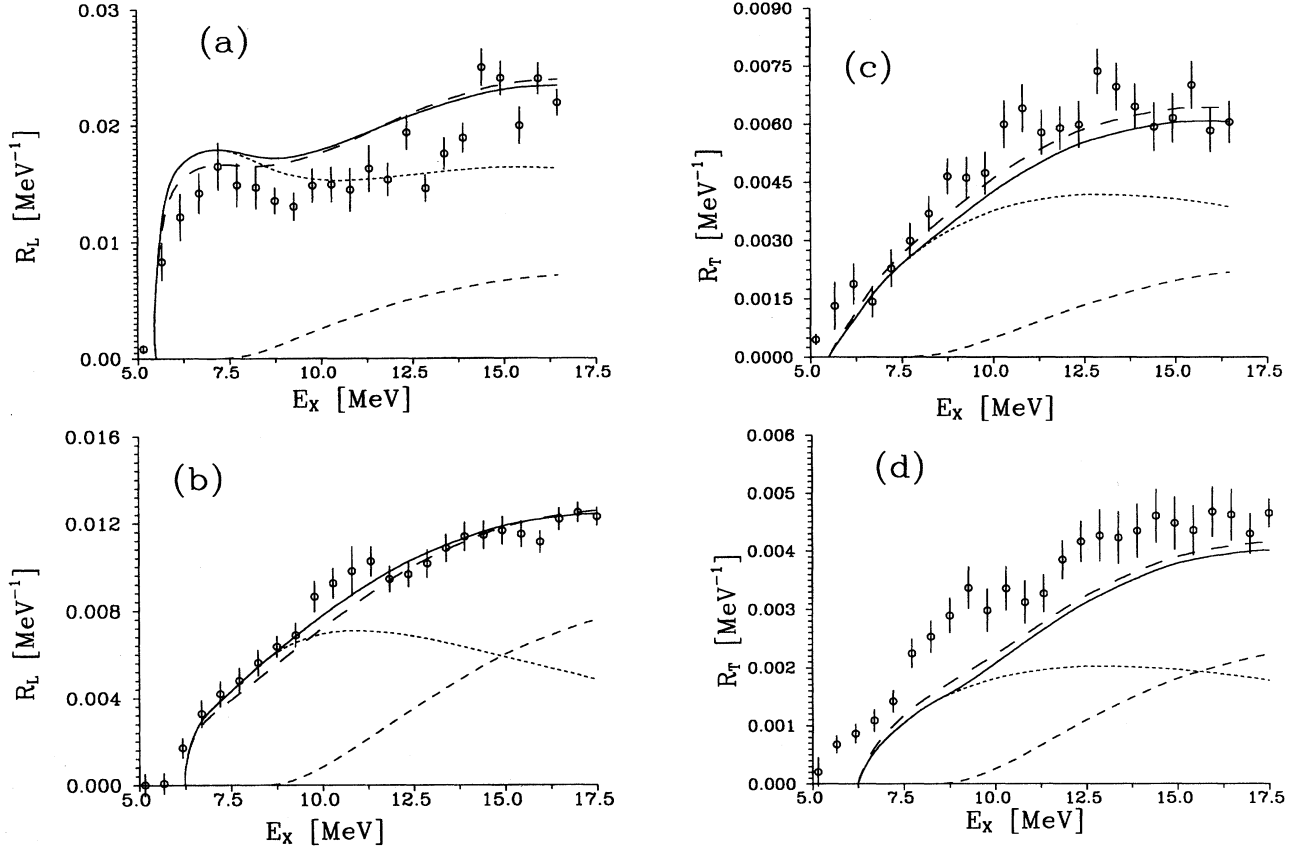 (a)
0.03
0.02
0.01
0.00
R_L [MeV⁻¹]
5.0 7.5 10.0 12.5 15.0 17.5
E_X [MeV]
(c)
0.0090
0.0075
0.0060
0.0045
0.0030
0.0015
0.0000
R_T [MeV⁻¹]
5.0 7.5 10.0 12.5 15.0 17.5
E_X [MeV]
(b)
0.016
0.012
0.008
0.004
0.000
R_L [MeV⁻¹]
5.0 7.5 10.0 12.5 15.0 17.5
E_X [MeV]
(d)
0.006
0.005
0.004
0.003
0.002
0.001
0.000
R_T [MeV⁻¹]
5.0 7.5 10.0 12.5 15.0 17.5
E_X [MeV]